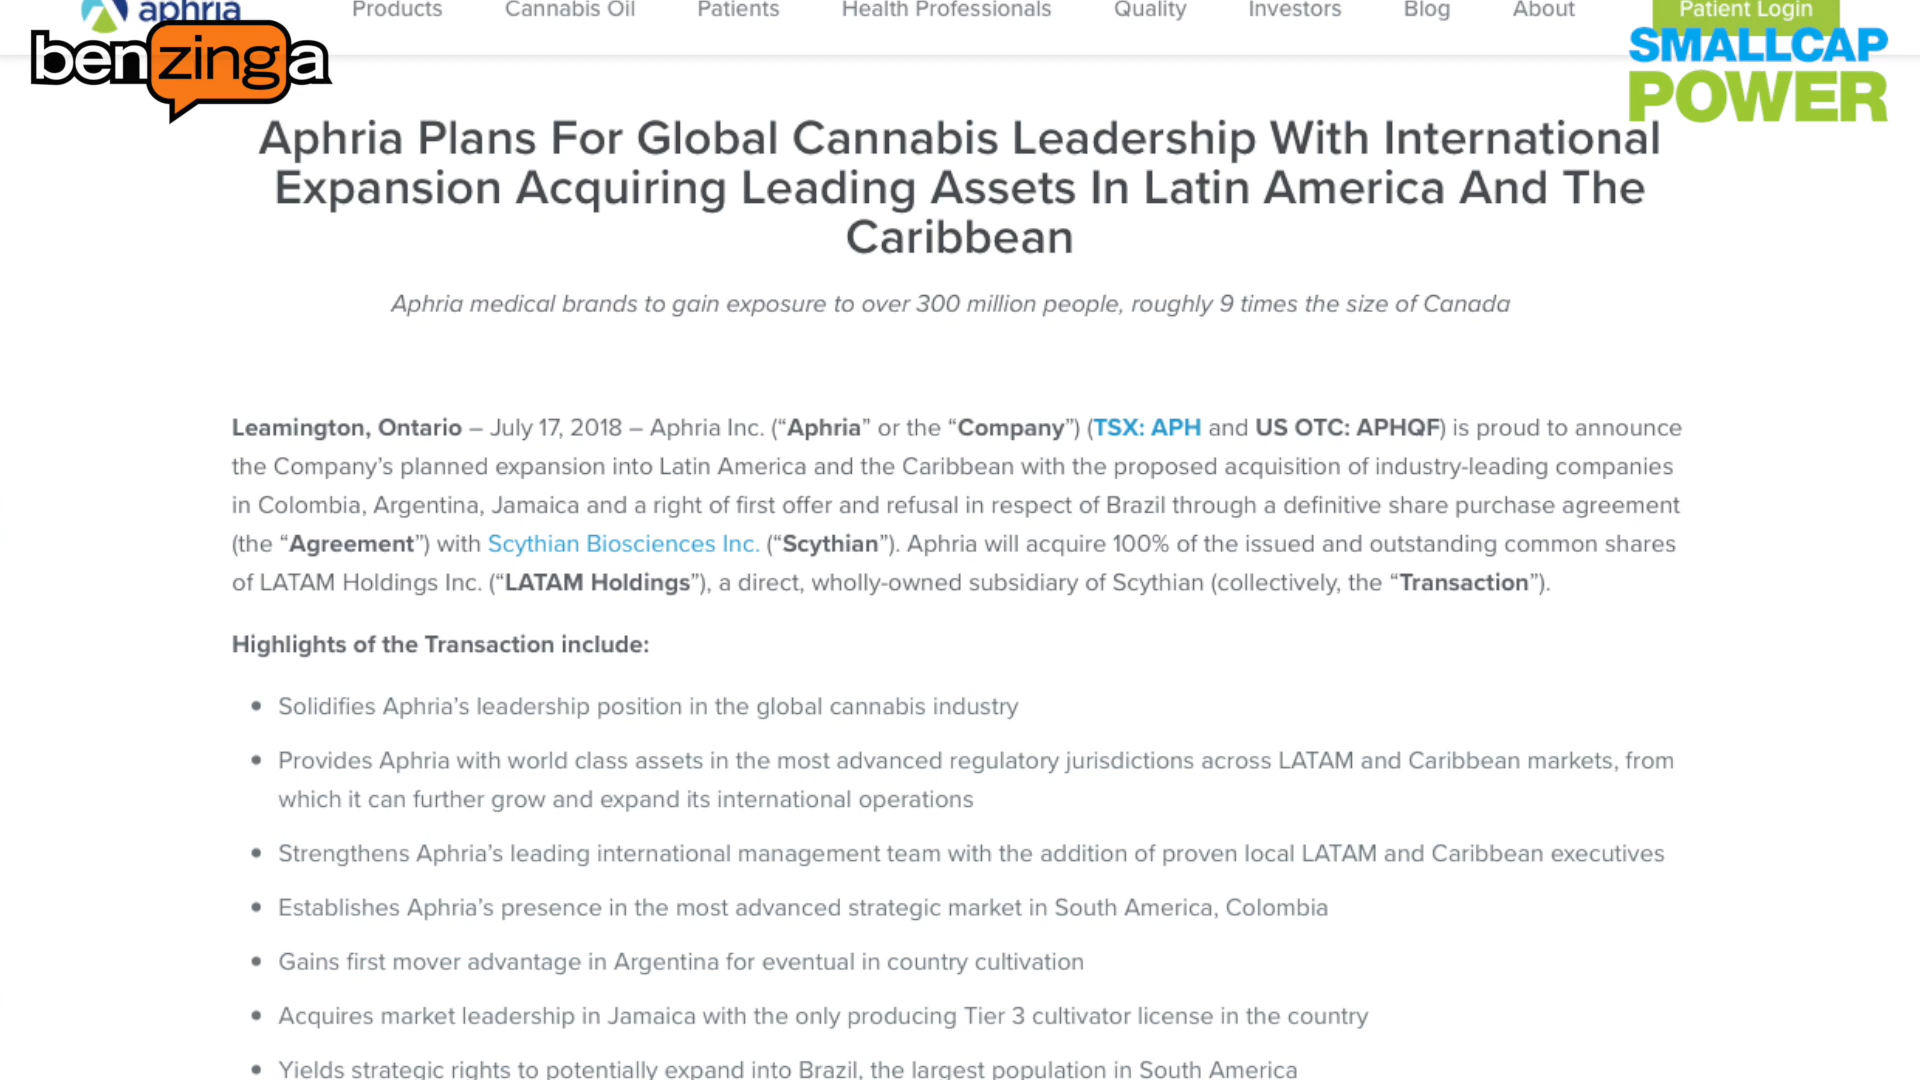 aphria Products Cannabis Oil Patients Health Professionals Quality Investors Blog About Patient Login
benzinga
SMALLCAP
POWER
Aphria Plans For Global Cannabis Leadership With International
Expansion Acquiring Leading Assets In Latin America And The
Caribbean
Aphria medical brands to gain exposure to over 300 million people, roughly 9 times the size of Canada
Leamington, Ontario – July 17, 2018 – Aphria Inc. (“Aphria” or the “Company”) (TSX: APH and US OTC: APHQF) is proud to announce
the Company’s planned expansion into Latin America and the Caribbean with the proposed acquisition of industry-leading companies
in Colombia, Argentina, Jamaica and a right of first offer and refusal in respect of Brazil through a definitive share purchase agreement
(the “Agreement”) with Scythian Biosciences Inc. (“Scythian”). Aphria will acquire 100% of the issued and outstanding common shares
of LATAM Holdings Inc. (“LATAM Holdings”), a direct, wholly-owned subsidiary of Scythian (collectively, the “Transaction”).
Highlights of the Transaction include:
• Solidifies Aphria’s leadership position in the global cannabis industry
• Provides Aphria with world class assets in the most advanced regulatory jurisdictions across LATAM and Caribbean markets, from
which it can further grow and expand its international operations
• Strengthens Aphria’s leading international management team with the addition of proven local LATAM and Caribbean executives
• Establishes Aphria’s presence in the most advanced strategic market in South America, Colombia
• Gains first mover advantage in Argentina for eventual in country cultivation
• Acquires market leadership in Jamaica with the only producing Tier 3 cultivator license in the country
• Yields strategic rights to potentially expand into Brazil, the largest population in South America